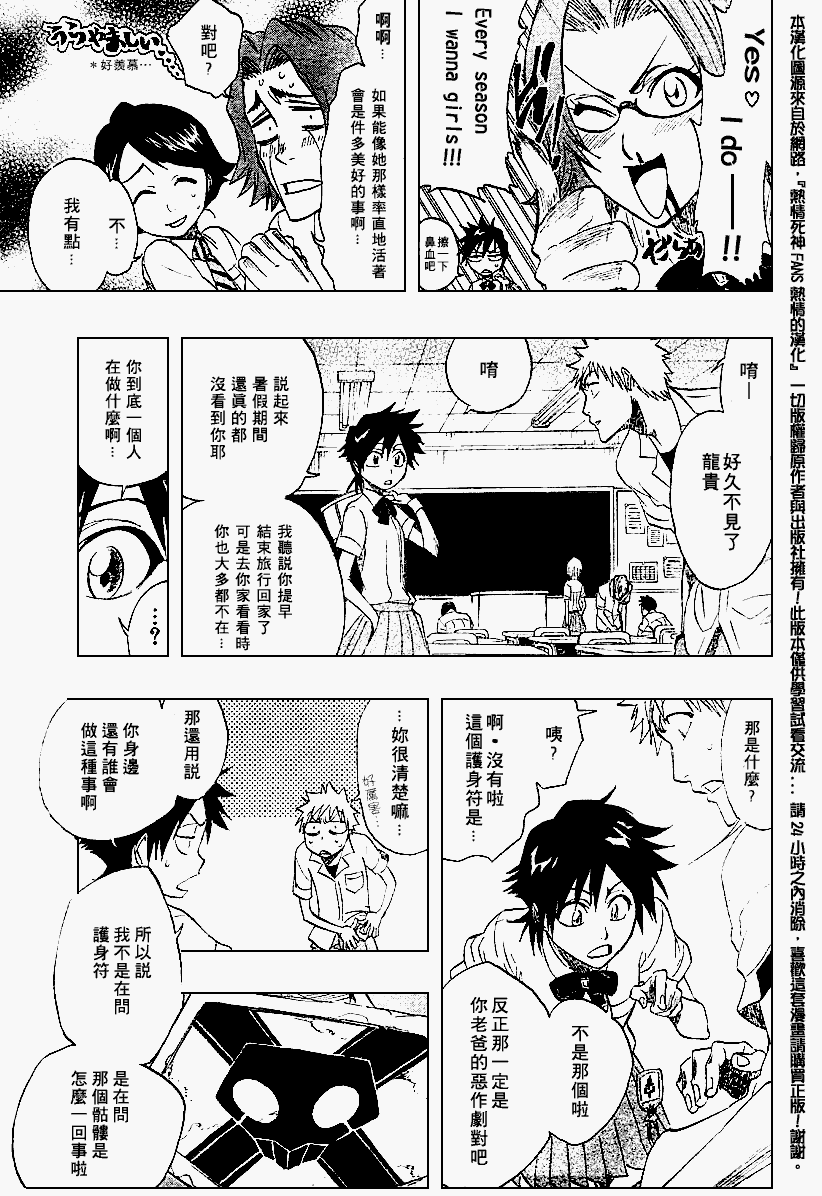 Yes♡
I do——!!
Every season
I wanna girls!!!
擦一下
鼻血吧
啊啊…
如果能像她那樣率直地活著
會是件多美好的事啊…
對吧?
うらやましい……
*好羨慕…
不…
我有點…
唷—
好久不見了
龍貴
唷
說起來
暑假期間
還真的都
沒看到你耶
我聽說你提早
結束旅行回家了
可是去你家看看時
你也大多都不在…
你到底一個人
在做什麼啊…
…?
那是什麼?
咦?
啊・沒有啦
這個護身符是…
不是那個啦
反正那一定是
你老爸的惡作劇對吧
…妳很清楚嘛…
好厲害…
那還用說
你身邊
還有誰會
做這種事啊
所以說
我不是在問
護身符
是在問
那個骷髏是
怎麼一回事啦
本漢化圖源來自於網路,『熱情死神FANS熱情的漢化』一切版權歸原作者與出版社擁有!此版本僅供學習試看交流... 請24小時之內消除,喜歡這套漫畫請購買正版!謝謝。